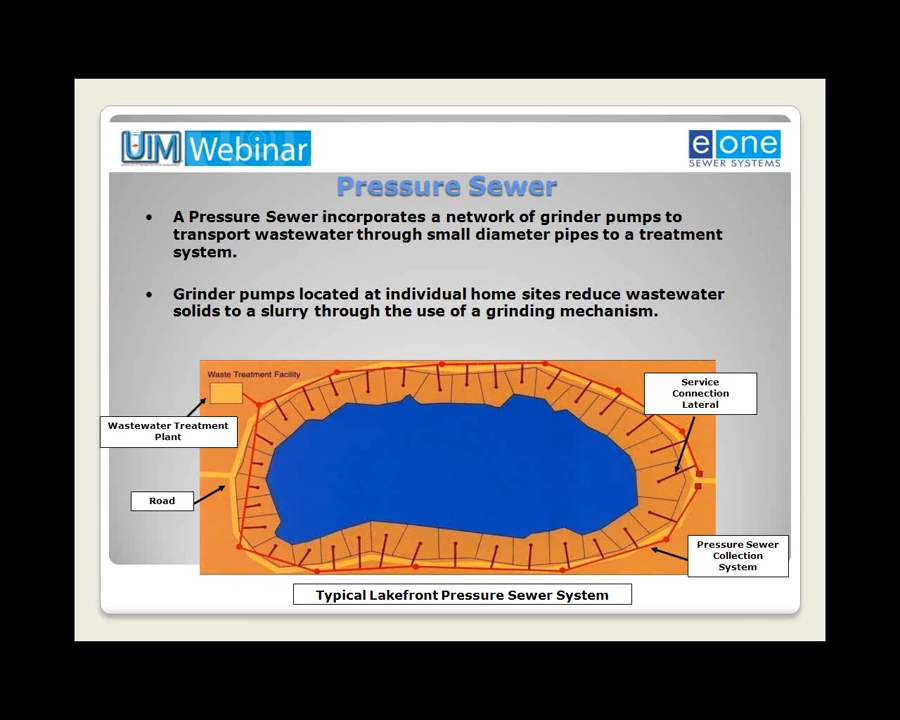 UIM Webinar
e one
SEWER SYSTEMS
Pressure Sewer
• A Pressure Sewer incorporates a network of grinder pumps to
transport wastewater through small diameter pipes to a treatment
system.
• Grinder pumps located at individual home sites reduce wastewater
solids to a slurry through the use of a grinding mechanism.
Waste Treatment Facility
Service
Connection
Lateral
Wastewater Treatment
Plant
Road
Pressure Sewer
Collection
System
Typical Lakefront Pressure Sewer System